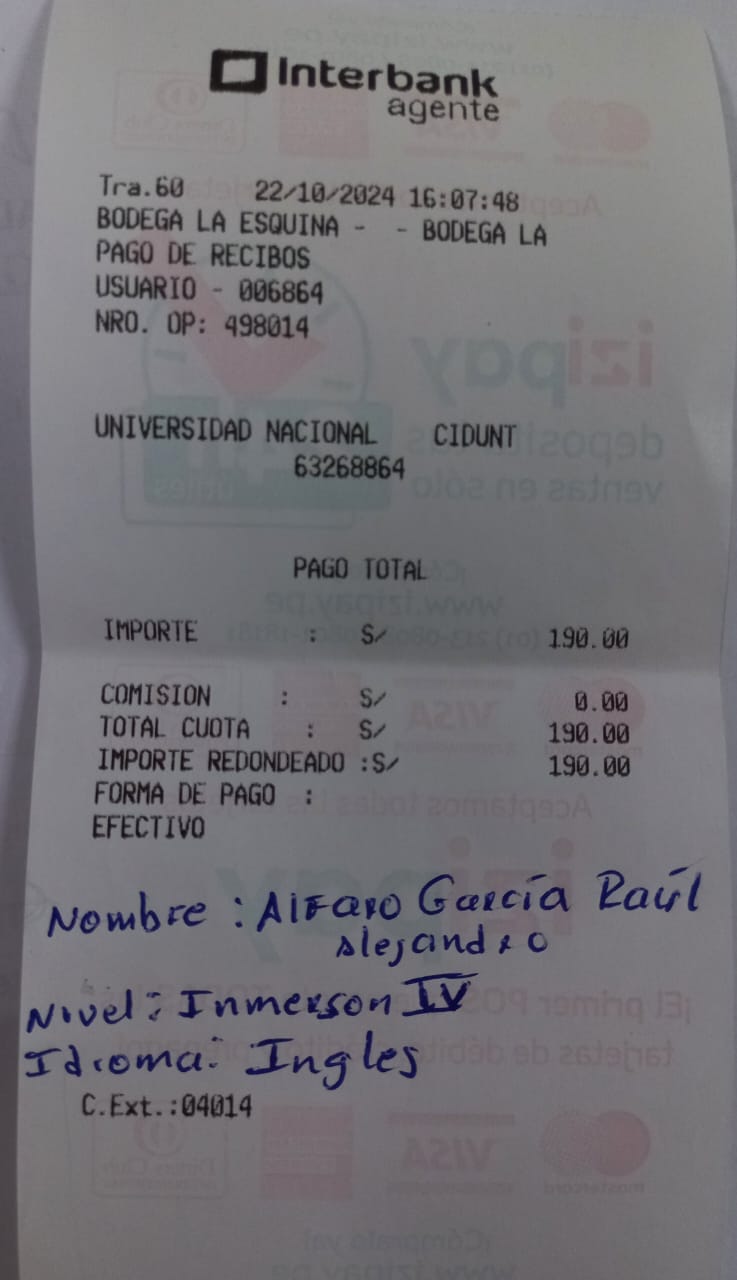 Interbank
agente
Tra.60 22/10/2024 16:07:48
BODEGA LA ESQUINA - - BODEGA LA
PAGO DE RECIBOS
USUARIO - 006864
NRO. OP: 498014
UNIVERSIDAD NACIONAL CIDUNT
63268864
PAGO TOTAL
IMPORTE : S/ 190.00
COMISION : S/ 0.00
TOTAL CUOTA : S/ 190.00
IMPORTE REDONDEADO :S/ 190.00
FORMA DE PAGO :
EFECTIVO
Nombre : Alfaro García Raúl
Alejandro
Nivel: Inmerson IV
Idioma: Ingles
C.Ext.:04014